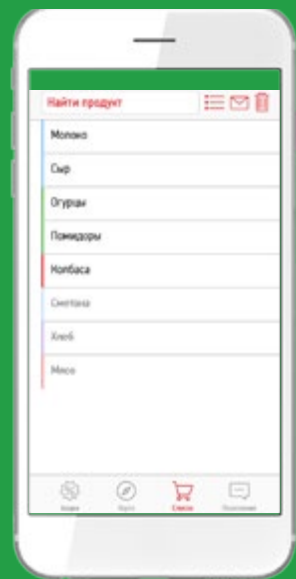 Найти продукт
Молоко
Сыр
Огурцы
Помидоры
Колбаса
Сметана
Хлеб
Мясо
Список